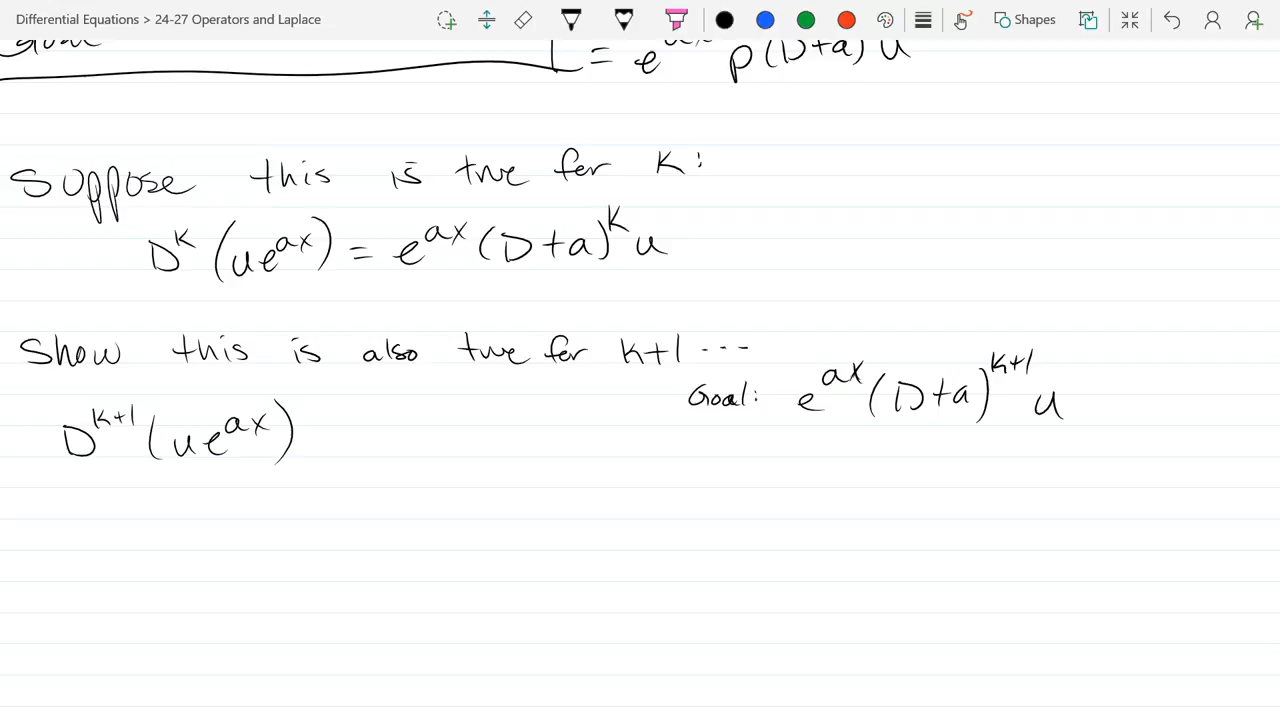 Differential Equations > 24-27 Operators and Laplace
Shapes
= e^{ax} p(D+a) u
Suppose this is true for k:
D^k (ue^{ax}) = e^{ax} (D+a)^k u
Show this is also true for k+1 ...
Goal: e^{ax} (D+a)^{k+1} u
D^{k+1} (ue^{ax})